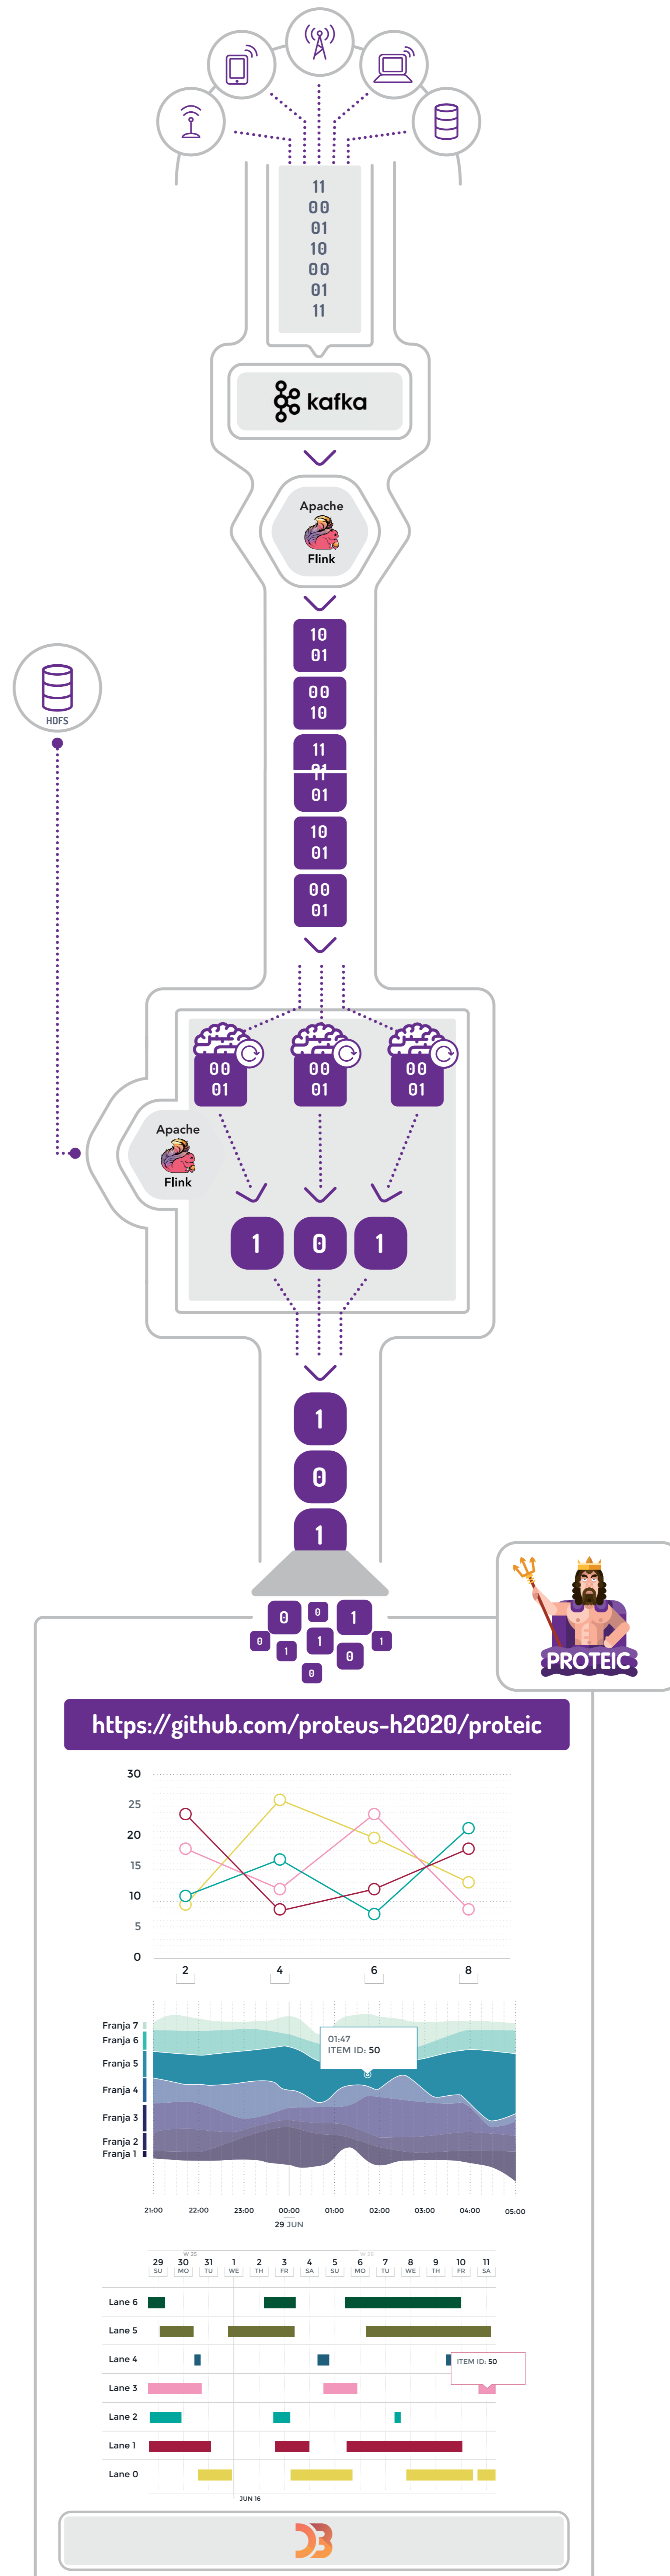 11
00
01
10
00
01
11
kafka
Apache
Flink
10
01
00
10
11
01
11
01
10
01
00
01
HDFS
00
01
00
01
00
01
Apache
Flink
1 0 1
1
0
1
0 0 1
0 1 1 1
0
0
PROTEIC
https://github.com/proteus-h2020/proteic
30
25
20
15
10
5
0
2 4 6 8
Franja 7
Franja 6
Franja 5
Franja 4
Franja 3
Franja 2
Franja 1
01:47
ITEM ID: 50
21:00 22:00 23:00 00:00 01:00 02:00 03:00 04:00 05:00
29 JUN
W 25 W 26
29 30 31 1 2 3 4 5 6 7 8 9 10 11
SU MO TU WE TH FR SA SU MO TU WE TH FR SA
Lane 6
Lane 5
Lane 4
ITEM ID: 50
Lane 3
Lane 2
Lane 1
Lane 0
JUN 16
D3